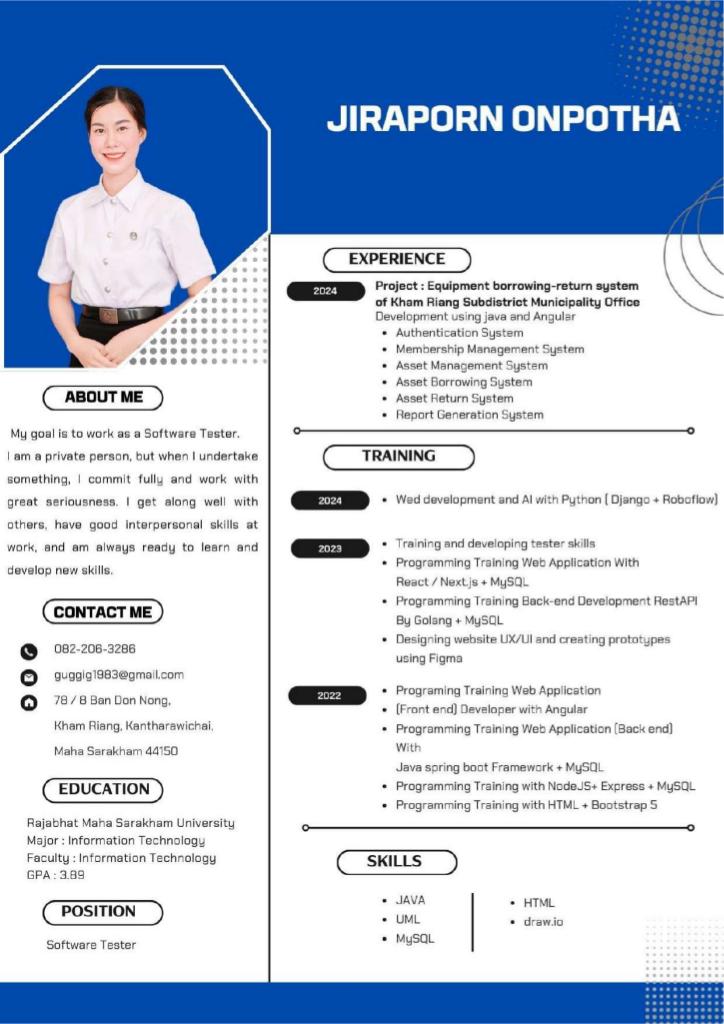 JIRAPORN ONPOTHA
ABOUT ME
My goal is to work as a Software Tester.
I am a private person, but when I undertake
something, I commit fully and work with
great seriousness. I get along well with
others, have good interpersonal skills at
work, and am always ready to learn and
develop new skills.
CONTACT ME
082-206-3286
guggig1983@gmail.com
78 / 8 Ban Don Nong,
Kham Riang, Kantharawichai,
Maha Sarakham 44150
EDUCATION
Rajabhat Maha Sarakham University
Major : Information Technology
Faculty : Information Technology
GPA : 3.89
POSITION
Software Tester
EXPERIENCE
2024
Project : Equipment borrowing-return system
of Kham Riang Subdistrict Municipality Office
Development using java and Angular
• Authentication System
• Membership Management System
• Asset Management System
• Asset Borrowing System
• Asset Return System
• Report Generation System
TRAINING
2024
• Wed development and AI with Python ( Django + Roboflow)
2023
• Training and developing tester skills
• Programming Training Web Application With
React / Next.js + MySQL
• Programming Training Back-end Development RestAPI
By Golang + MySQL
• Designing website UX/UI and creating prototypes
using Figma
2022
• Programing Training Web Application
• (Front end) Developer with Angular
• Programming Training Web Application (Back end)
With
Java spring boot Framework + MySQL
• Programming Training with NodeJS+ Express + MySQL
• Programming Training with HTML + Bootstrap 5
SKILLS
• JAVA
• UML
• MySQL
• HTML
• draw.io